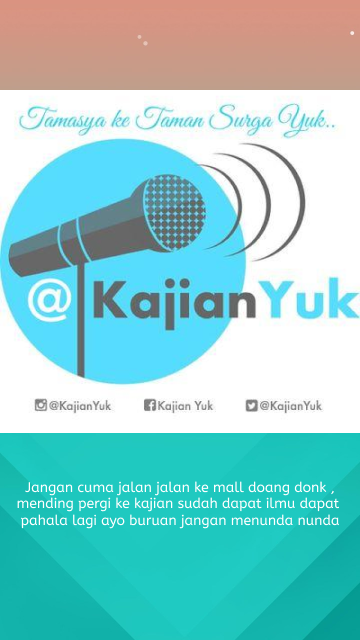 Tamasya ke Taman Surga Yuk..
@KajianYuk
@KajianYuk Kajian Yuk @KajianYuk
Jangan cuma jalan jalan ke mall doang donk ,
mending pergi ke kajian sudah dapat ilmu dapat
pahala lagi ayo buruan jangan menunda nunda